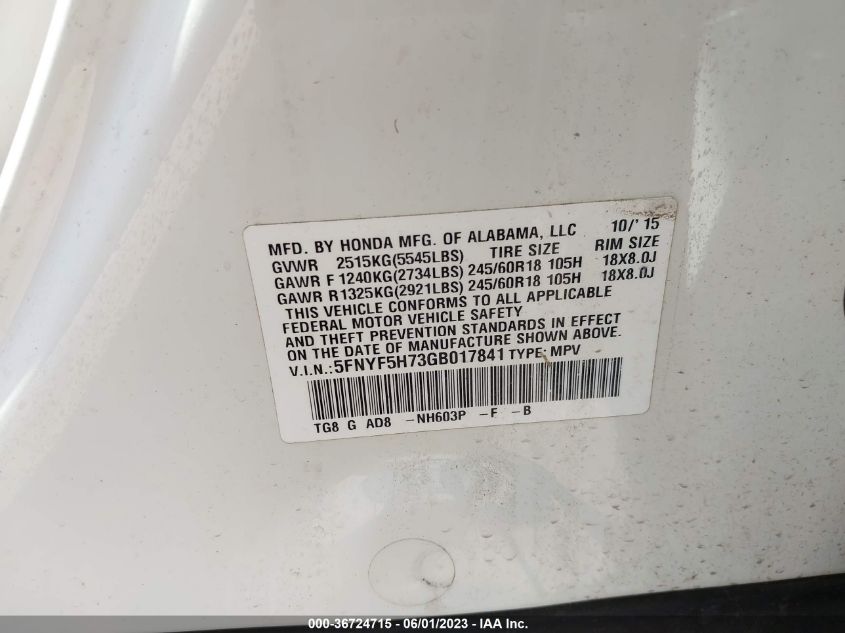 MFD. BY HONDA MFG. OF ALABAMA, LLC 10/'15
GVWR 2515KG(5545LBS) TIRE SIZE RIM SIZE
GAWR F 1240KG(2734LBS) 245/60R18 105H 18X8.0J
GAWR R1325KG(2921LBS) 245/60R18 105H 18X8.0J
THIS VEHICLE CONFORMS TO ALL APPLICABLE
FEDERAL MOTOR VEHICLE SAFETY
AND THEFT PREVENTION STANDARDS IN EFFECT
ON THE DATE OF MANUFACTURE SHOWN ABOVE.
V.I.N.:5FNYF5H73GB017841 TYPE: MPV
TG8 G AD8 -NH603P -F -B
000-36724715 - 06/01/2023 - IAA Inc.